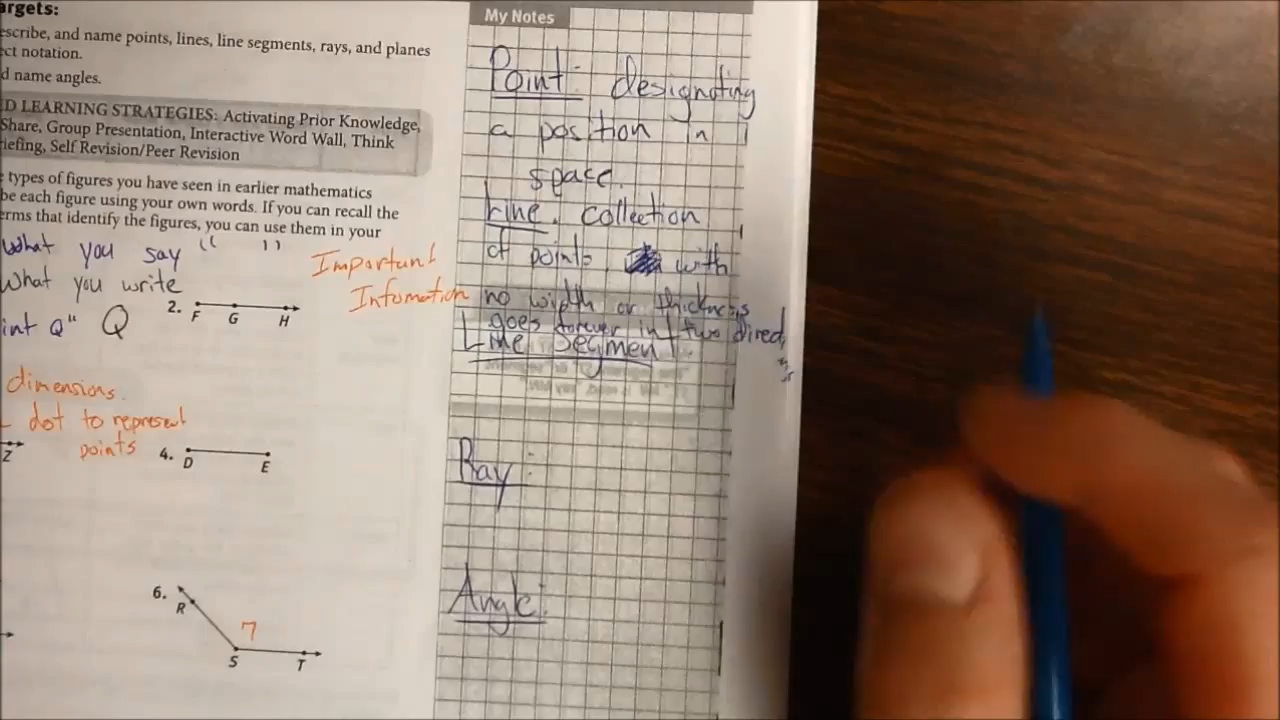 argets:
escribe, and name points, lines, line segments, rays, and planes
ect notation.
d name angles.
D LEARNING STRATEGIES: Activating Prior Knowledge,
Share, Group Presentation, Interactive Word Wall, Think
iefing, Self Revision/Peer Revision
types of figures you have seen in earlier mathematics
be each figure using your own words. If you can recall the
erms that identify the figures, you can use them in your
What you say " "
What you write
int Q" Q
Important
Infomation
2. F G H
dimensions.
dot to represent
points
Z
4. D E
6. R S T
7
My Notes
Point: designating
a position in
space.
Line. collection
of points with
no width or thickness
goes forever in two direct
Line Segment.
Ray:
Angle: